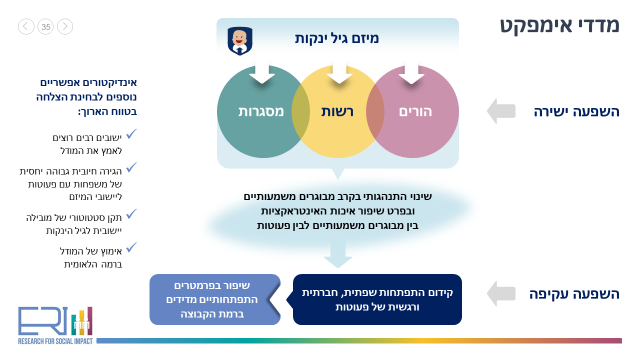 מדדי אימפקט
35
מיזם גיל ינקות
הורים
רשות
מסגרות
השפעה ישירה
שינוי התנהגותי בקרב מבוגרים משמעותיים
ובפרט שיפור איכות האינטראקציות
בין מבוגרים משמעותיים לבין פעוטות
השפעה עקיפה
קידום התפתחות שפתית, חברתית
ורגשית של פעוטות
שיפור בפרמטרים
התפתחותיים מדידים
ברמת הקבוצה
אינדיקטורים אפשריים
נוספים לבחינת הצלחה
בטווח הארוך:
ישובים רבים רוצים
לאמץ את המודל
הגירה חיובית גבוהה יחסית
של משפחות עם פעוטות
ליישובי המיזם
תקן סטטוטורי של מובילה
יישובית לגיל הינקות
אימוץ של המודל
ברמה הלאומית
ERI
RESEARCH FOR SOCIAL IMPACT